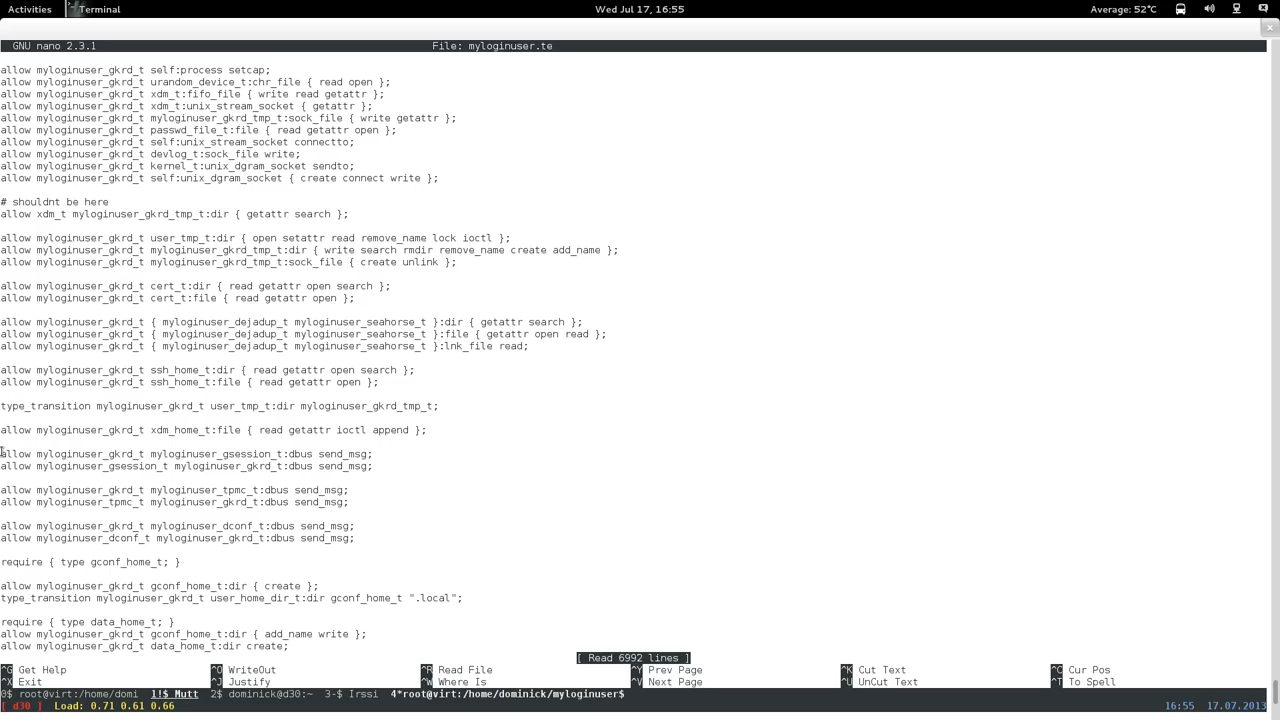 Activities Terminal Wed Jul 17, 16:55 Average: 52°C
GNU nano 2.3.1 File: myloginuser.te
allow myloginuser_gkrd_t self:process setcap;
allow myloginuser_gkrd_t urandom_device_t:chr_file { read open };
allow myloginuser_gkrd_t xdm_t:fifo_file { write read getattr };
allow myloginuser_gkrd_t xdm_t:unix_stream_socket { getattr };
allow myloginuser_gkrd_t myloginuser_gkrd_tmp_t:sock_file { write getattr };
allow myloginuser_gkrd_t passwd_file_t:file { read getattr open };
allow myloginuser_gkrd_t self:unix_stream_socket connectto;
allow myloginuser_gkrd_t devlog_t:sock_file write;
allow myloginuser_gkrd_t kernel_t:unix_dgram_socket sendto;
allow myloginuser_gkrd_t self:unix_dgram_socket { create connect write };
# shouldnt be here
allow xdm_t myloginuser_gkrd_tmp_t:dir { getattr search };
allow myloginuser_gkrd_t user_tmp_t:dir { open setattr read remove_name lock ioctl };
allow myloginuser_gkrd_t myloginuser_gkrd_tmp_t:dir { write search rmdir remove_name create add_name };
allow myloginuser_gkrd_t myloginuser_gkrd_tmp_t:sock_file { create unlink };
allow myloginuser_gkrd_t cert_t:dir { read getattr open search };
allow myloginuser_gkrd_t cert_t:file { read getattr open };
allow myloginuser_gkrd_t { myloginuser_dejadup_t myloginuser_seahorse_t }:dir { getattr search };
allow myloginuser_gkrd_t { myloginuser_dejadup_t myloginuser_seahorse_t }:file { getattr open read };
allow myloginuser_gkrd_t { myloginuser_dejadup_t myloginuser_seahorse_t }:lnk_file read;
allow myloginuser_gkrd_t ssh_home_t:dir { read getattr open search };
allow myloginuser_gkrd_t ssh_home_t:file { read getattr open };
type_transition myloginuser_gkrd_t user_tmp_t:dir myloginuser_gkrd_tmp_t;
allow myloginuser_gkrd_t xdm_home_t:file { read getattr ioctl append };
allow myloginuser_gkrd_t myloginuser_gsession_t:dbus send_msg;
allow myloginuser_gsession_t myloginuser_gkrd_t:dbus send_msg;
allow myloginuser_gkrd_t myloginuser_tpmc_t:dbus send_msg;
allow myloginuser_tpmc_t myloginuser_gkrd_t:dbus send_msg;
allow myloginuser_gkrd_t myloginuser_dconf_t:dbus send_msg;
allow myloginuser_dconf_t myloginuser_gkrd_t:dbus send_msg;
require { type gconf_home_t; }
allow myloginuser_gkrd_t gconf_home_t:dir { create };
type_transition myloginuser_gkrd_t user_home_dir_t:dir gconf_home_t ".local";
require { type data_home_t; }
allow myloginuser_gkrd_t gconf_home_t:dir { add_name write };
allow myloginuser_gkrd_t data_home_t:dir create;
[ Read 6992 lines ]
^G Get Help ^O WriteOut ^R Read File ^Y Prev Page ^K Cut Text ^C Cur Pos
^X Exit ^J Justify ^W Where Is ^V Next Page ^U UnCut Text ^T To Spell
0$ root@virt:/home/domi 1!$ Mutt 2$ dominick@d30:~ 3-$ Irssi 4*root@virt:/home/dominick/myloginuser$
[ d30 ] Load: 0.71 0.61 0.66 16:55 17.07.2013